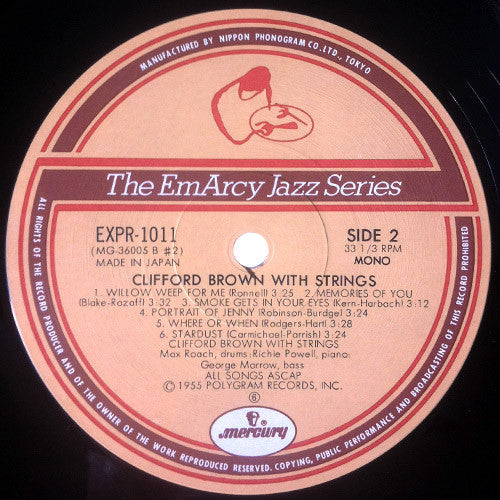 MANUFACTURED BY NIPPON PHONOGRAM CO., LTD., TOKYO
The EmArcy Jazz Series
EXPR-1011
(MG-36005 B #2)
MADE IN JAPAN
SIDE 2
33 1/3 RPM
MONO
CLIFFORD BROWN WITH STRINGS
1. WILLOW WEEP FOR ME (Ronnell) 3:25 2. MEMORIES OF YOU
(Blake-Rozaff) 3:32 3. SMOKE GETS IN YOUR EYES (Kern-Harbach) 3:12
4. PORTRAIT OF JENNY (Robinson-Burdge) 3:26
5. WHERE OR WHEN (Rodgers-Hart) 3:28
6. STARDUST (Carmichael-Parrish) 3:24
CLIFFORD BROWN WITH STRINGS
Max Roach, drums: Richie Powell, piano:
George Morrow, bass
ALL SONGS ASCAP
Ⓒ 1955 POLYGRAM RECORDS, INC.
⑥
mercury
ALL RIGHTS OF THE RECORD PRODUCER AND OF THE OWNER OF THE WORK REPRODUCED RESERVED. COPYING, PUBLIC PERFORMANCE AND BROADCASTING OF THIS RECORD PROHIBITED